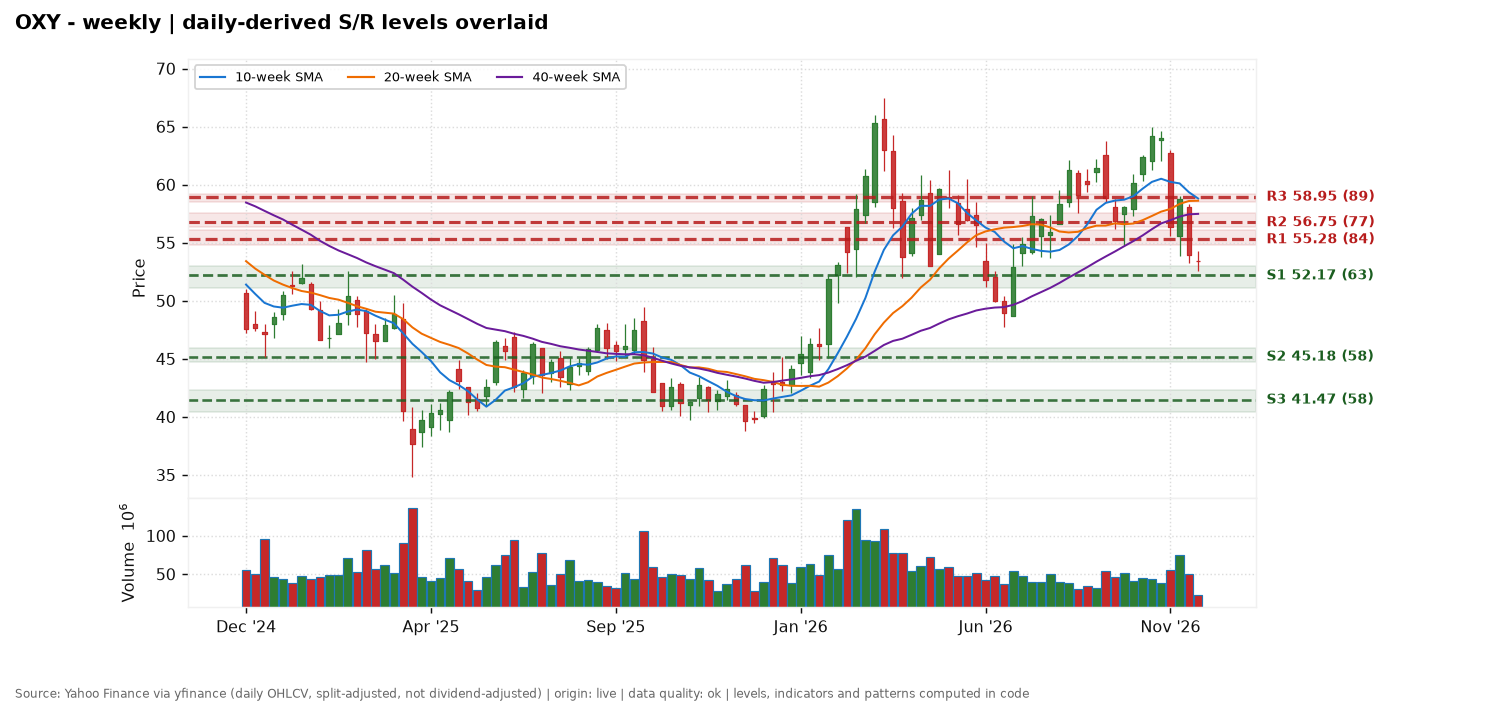 OXY - weekly | daily-derived S/R levels overlaid
10-week SMA
20-week SMA
40-week SMA
Price
70
65
60
55
50
45
40
35
R3 58.95 (89)
R2 56.75 (77)
R1 55.28 (84)
S1 52.17 (63)
S2 45.18 (58)
S3 41.47 (58)
Volume 10⁶
100
50
Dec '24
Apr '25
Sep '25
Jan '26
Jun '26
Nov '26
Source: Yahoo Finance via yfinance (daily OHLCV, split-adjusted, not dividend-adjusted) | origin: live | data quality: ok | levels, indicators and patterns computed in code